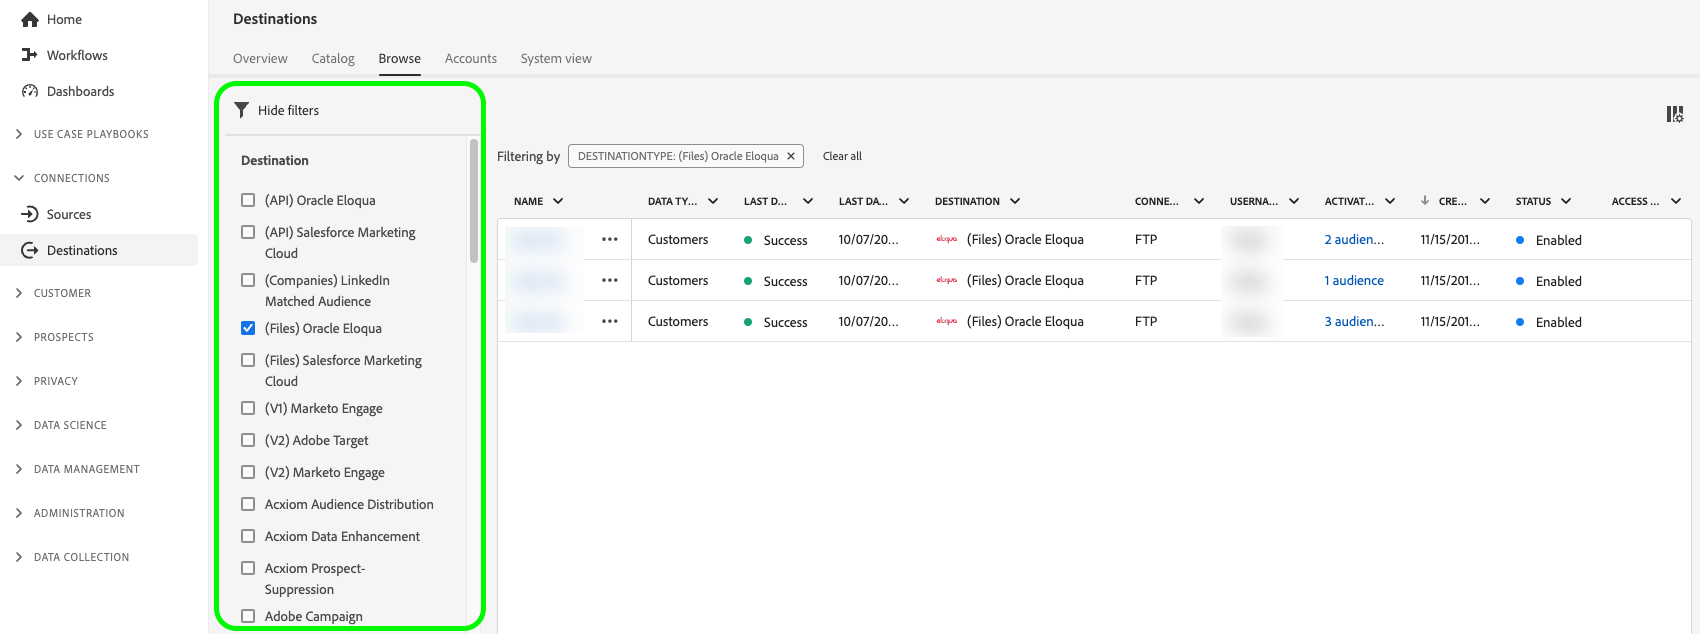 Home
Workflows
Dashboards
USE CASE PLAYBOOKS
CONNECTIONS
Sources
Destinations
CUSTOMER
PROSPECTS
PRIVACY
DATA SCIENCE
DATA MANAGEMENT
ADMINISTRATION
DATA COLLECTION
Destinations
Overview Catalog Browse Accounts System view
Hide filters
Destination
(API) Oracle Eloqua
(API) Salesforce Marketing
Cloud
(Companies) LinkedIn
Matched Audience
(Files) Oracle Eloqua
(Files) Salesforce Marketing
Cloud
(V1) Marketo Engage
(V2) Adobe Target
(V2) Marketo Engage
Acxiom Audience Distribution
Acxiom Data Enhancement
Acxiom Prospect-
Suppression
Adobe Campaign
Filtering by DESTINATIONTYPE: (Files) Oracle Eloqua Clear all
NAME DATA TY... LAST D... LAST DA... DESTINATION CONNE... USERNA... ACTIVAT... CRE... STATUS ACCESS ...
Customers Success 10/07/20... eloqua (Files) Oracle Eloqua FTP 2 audien... 11/15/201... Enabled
Customers Success 10/07/20... eloqua (Files) Oracle Eloqua FTP 1 audience 11/15/201... Enabled
Customers Success 10/07/20... eloqua (Files) Oracle Eloqua FTP 3 audien... 11/15/201... Enabled